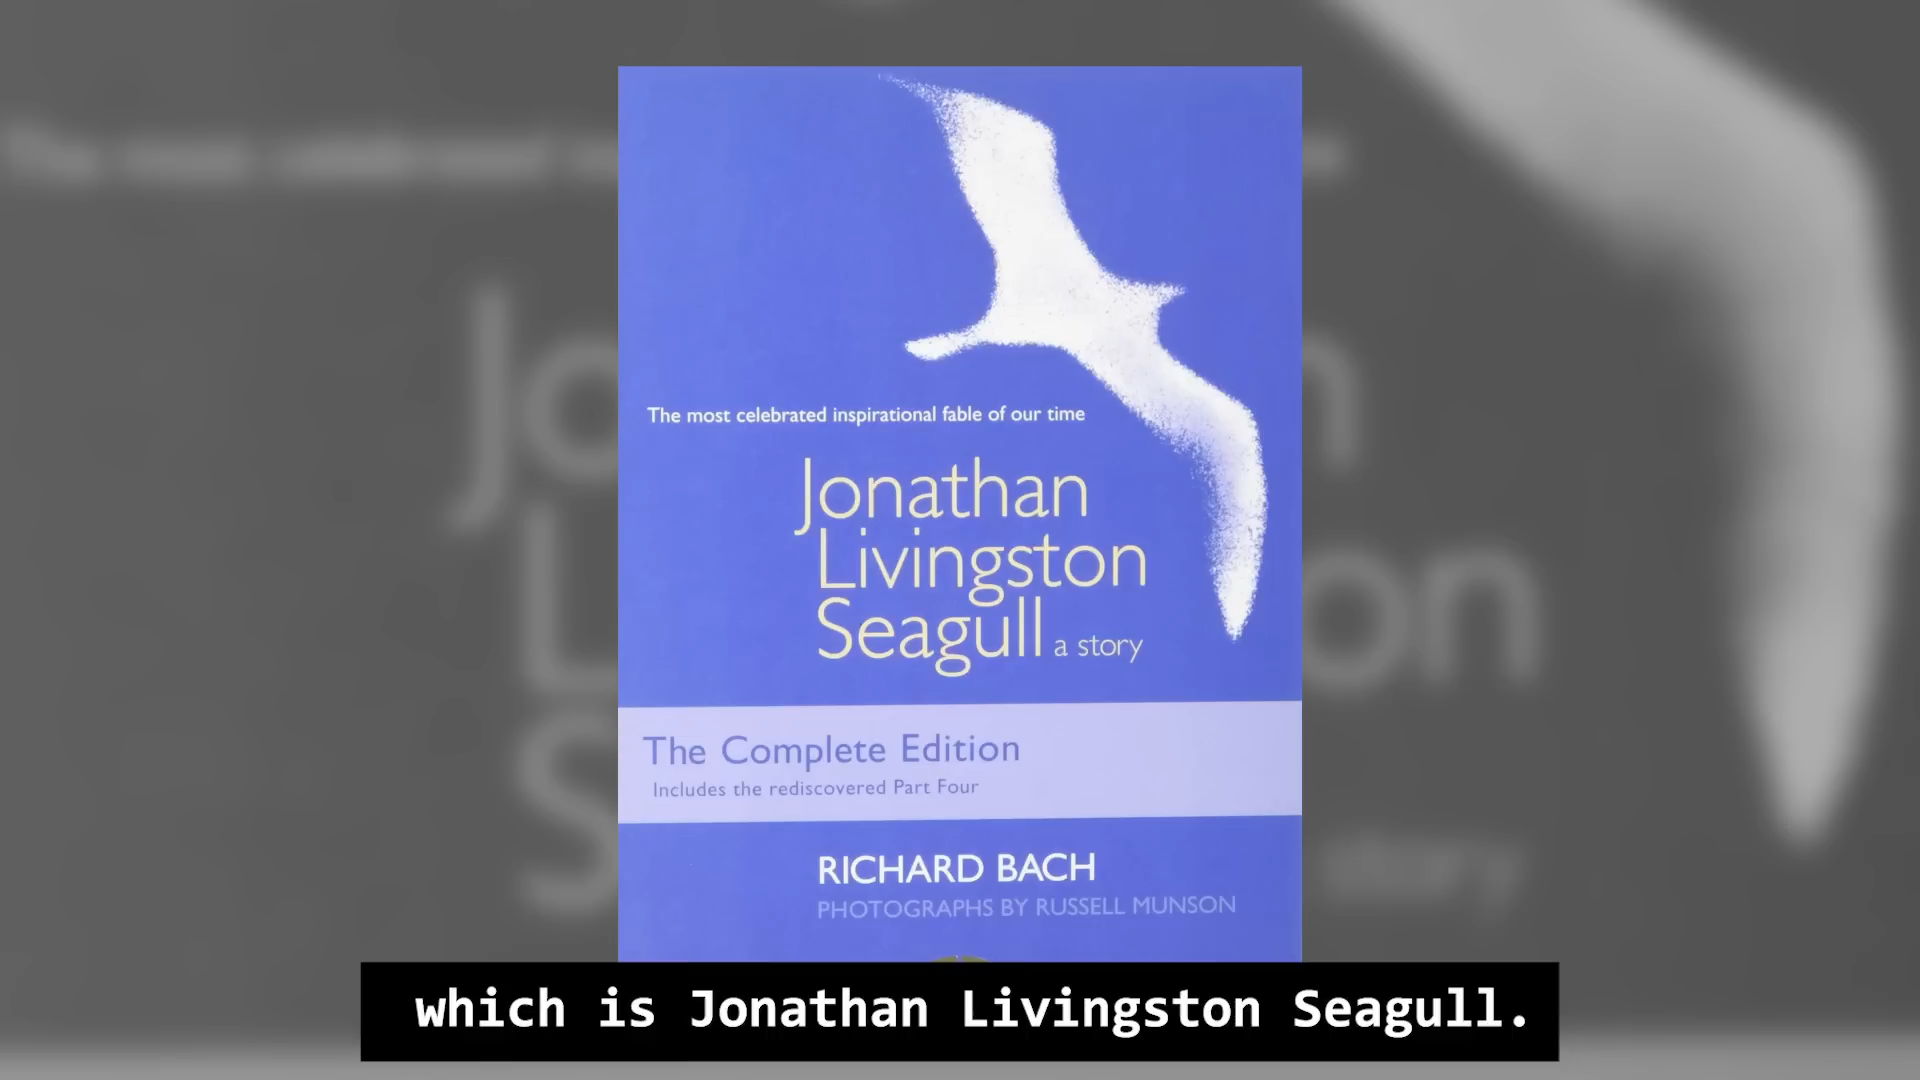 The most celebrated inspirational fable of our time
Jonathan
Livingston
Seagull a story
The Complete Edition
Includes the rediscovered Part Four
RICHARD BACH
PHOTOGRAPHS BY RUSSELL MUNSON
which is Jonathan Livingston Seagull.